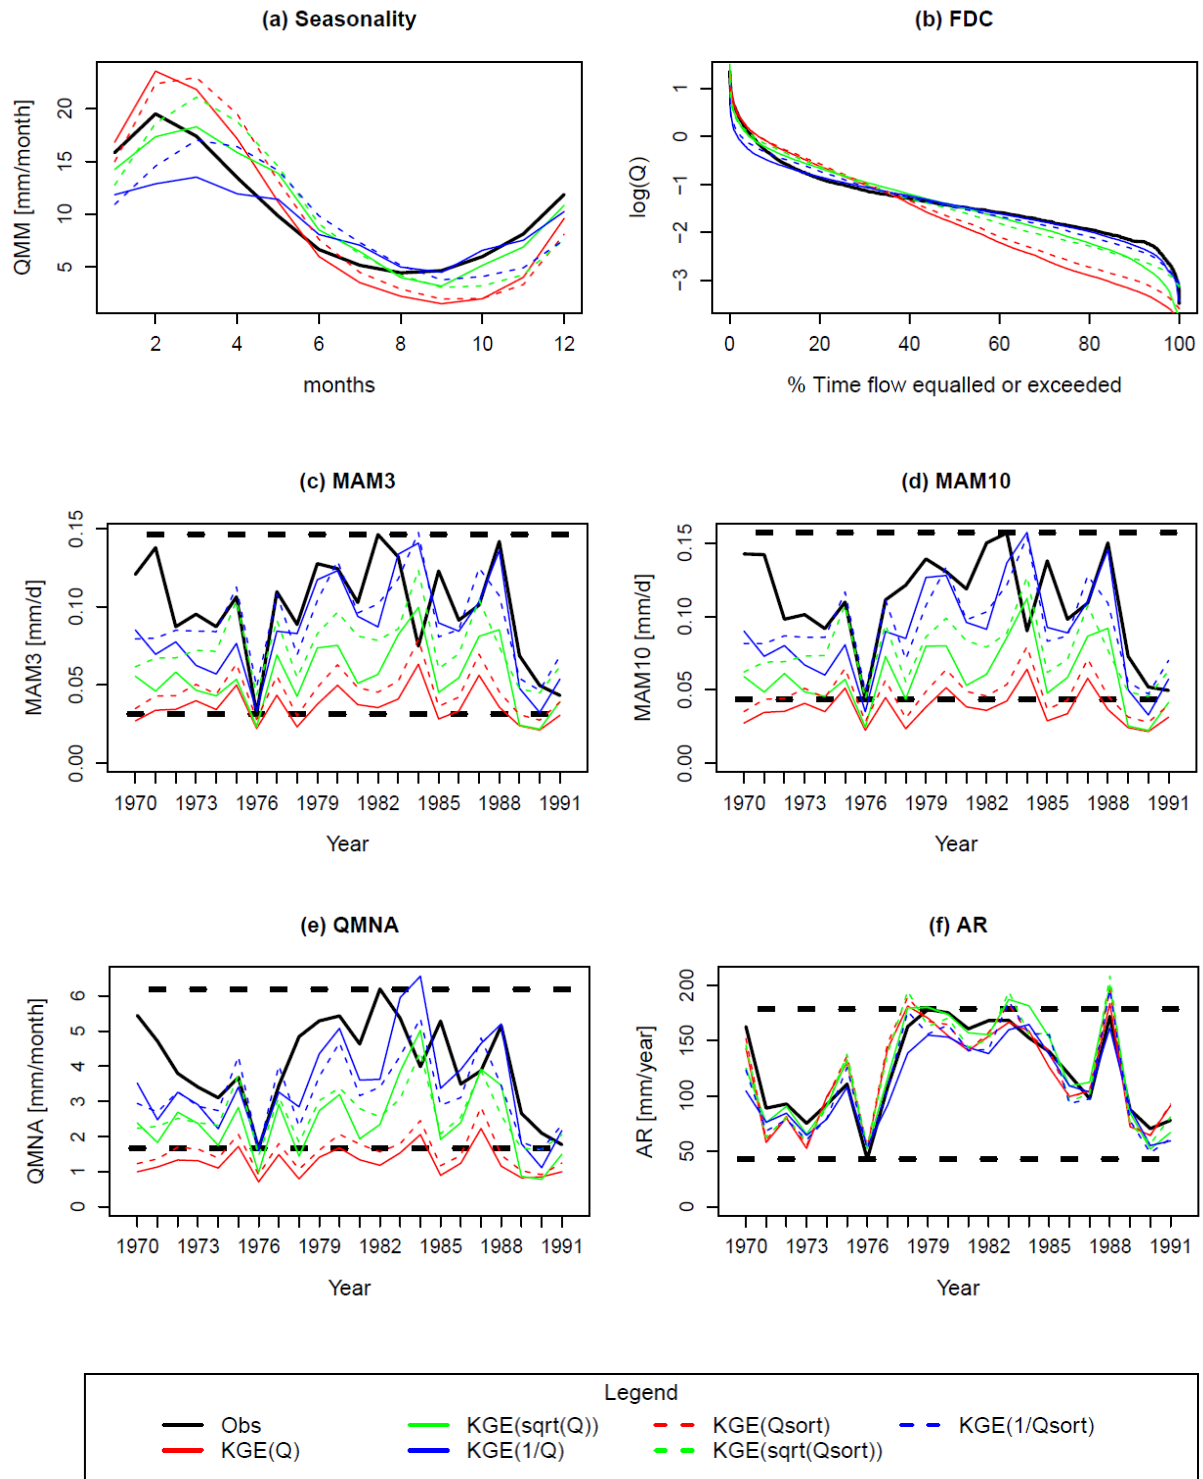 (a) Seasonality
QMM [mm/month]
20
15
10
5
2 4 6 8 10 12
months
(b) FDC
log(Q)
1
0
−1
−2
−3
0 20 40 60 80 100
% Time flow equalled or exceeded
(c) MAM3
MAM3 [mm/d]
0.15
0.10
0.05
0.00
1970 1973 1976 1979 1982 1985 1988 1991
Year
(d) MAM10
MAM10 [mm/d]
0.15
0.10
0.05
0.00
1970 1973 1976 1979 1982 1985 1988 1991
Year
(e) QMNA
QMNA [mm/month]
6
5
4
3
2
1
0
1970 1973 1976 1979 1982 1985 1988 1991
Year
(f) AR
AR [mm/year]
200
150
100
50
0
1970 1973 1976 1979 1982 1985 1988 1991
Year
Legend
Obs KGE(sqrt(Q)) KGE(Qsort) KGE(1/Qsort)
KGE(Q) KGE(1/Q) KGE(sqrt(Qsort))